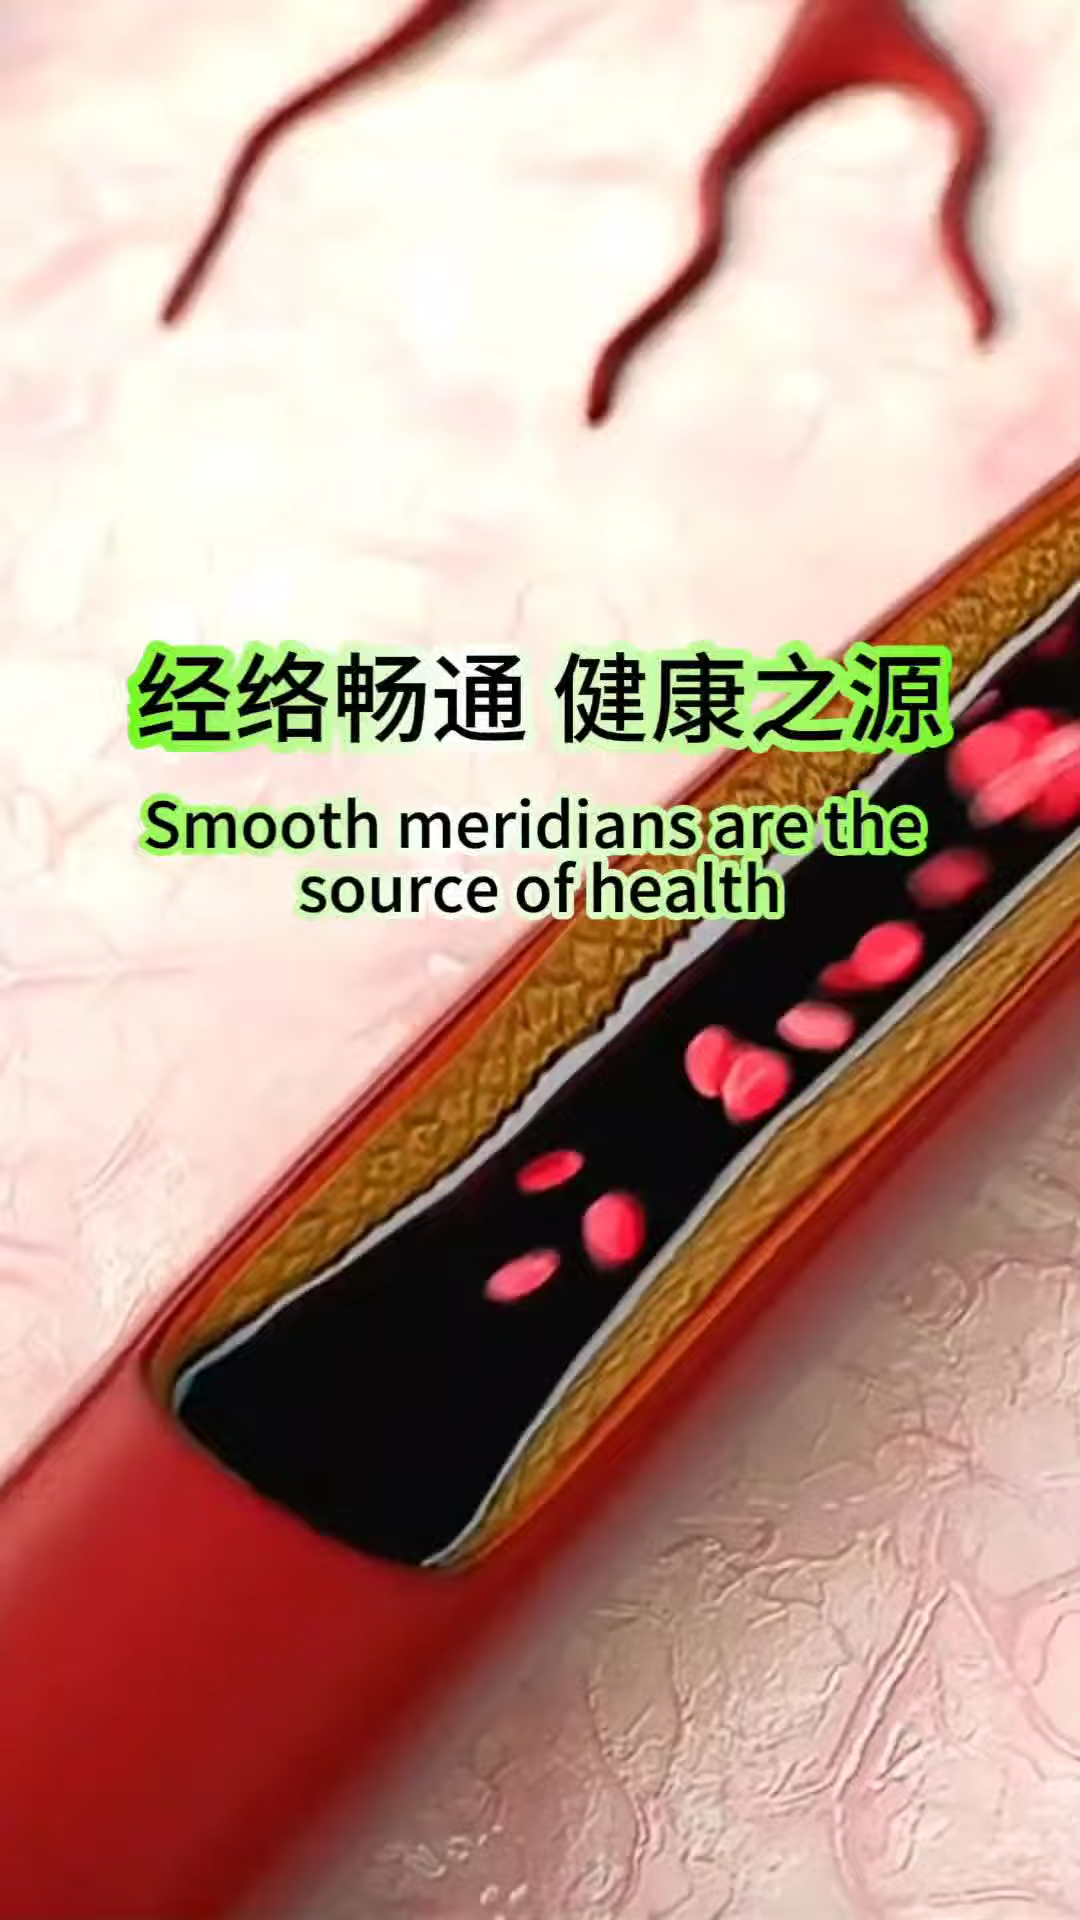 经络畅通 健康之源
Smooth meridians are the
source of health